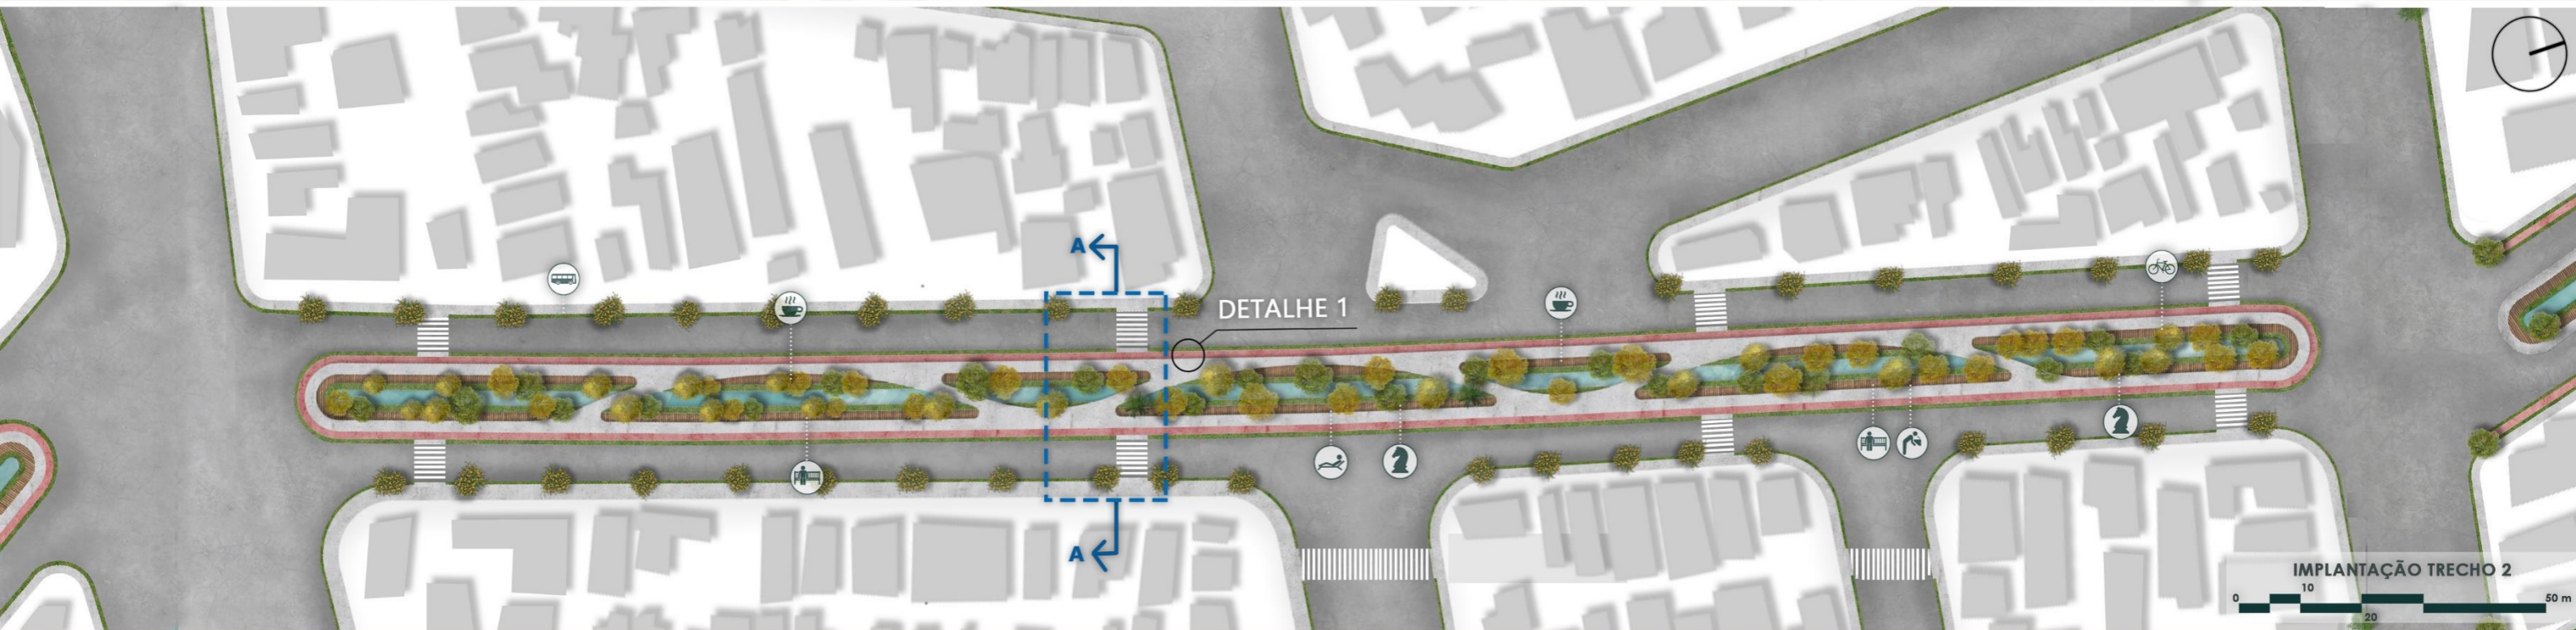 A
DETALHE 1
A
IMPLANTAÇÃO TRECHO 2
0 10 20 50 m